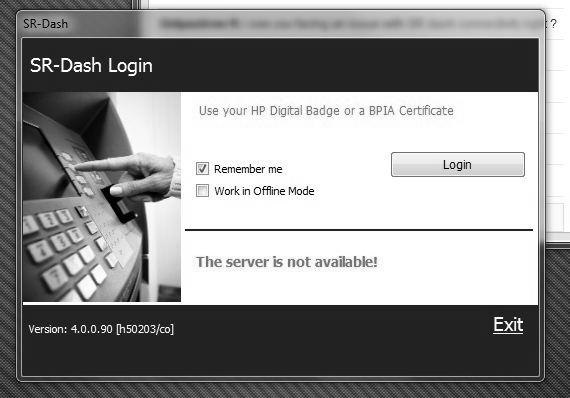 SR-Dash
?
SR-Dash Login
Use your HP Digital Badge or a BPIA Certificate
Remember me
Login
Work in Offline Mode
The server is not available!
Version: 4.0.0.90 [h50203/co]
Exit